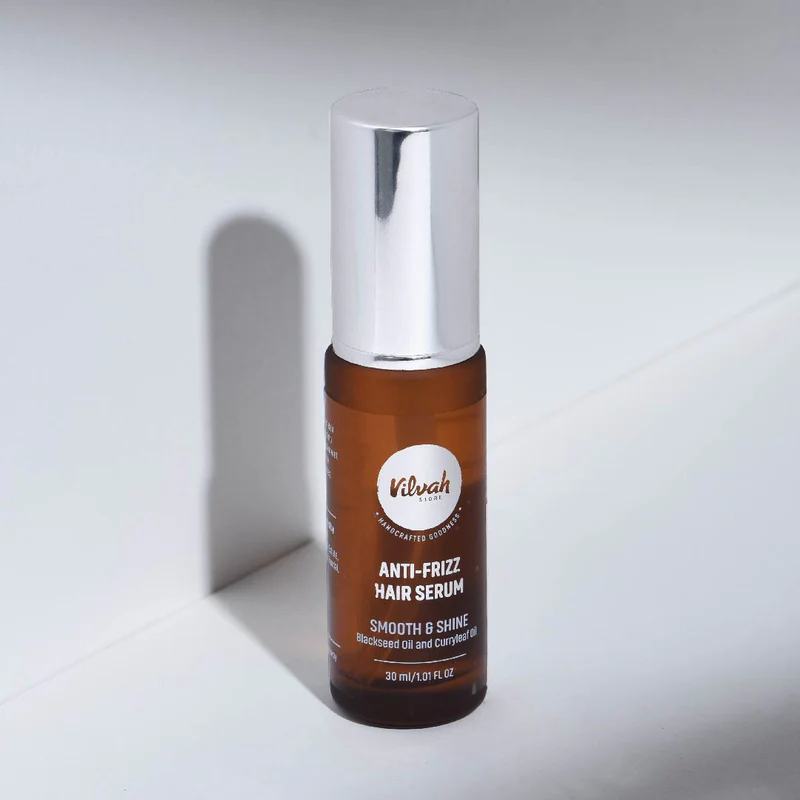 Vilvah
STORE
• HANDCRAFTED GOODNESS •
ANTI-FRIZZ
HAIR SERUM
SMOOTH & SHINE
Blackseed Oil and Curryleaf Oil
30 ml/1.01 FL OZ